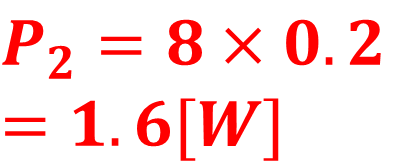 P₂ = 8 × 0.2
= 1.6[W]